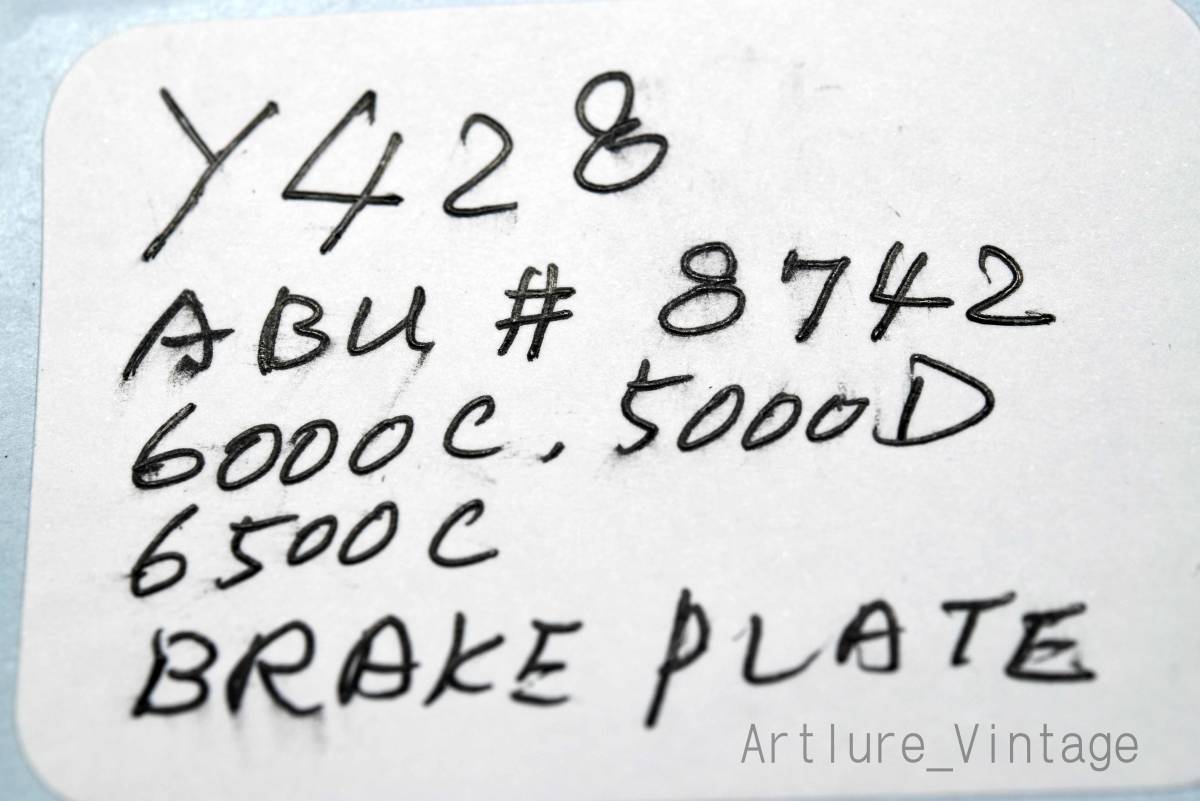 Y428
ABU # 8742
6000C. 5000D
6500C
BRAKE PLATE
Artlure_Vintage